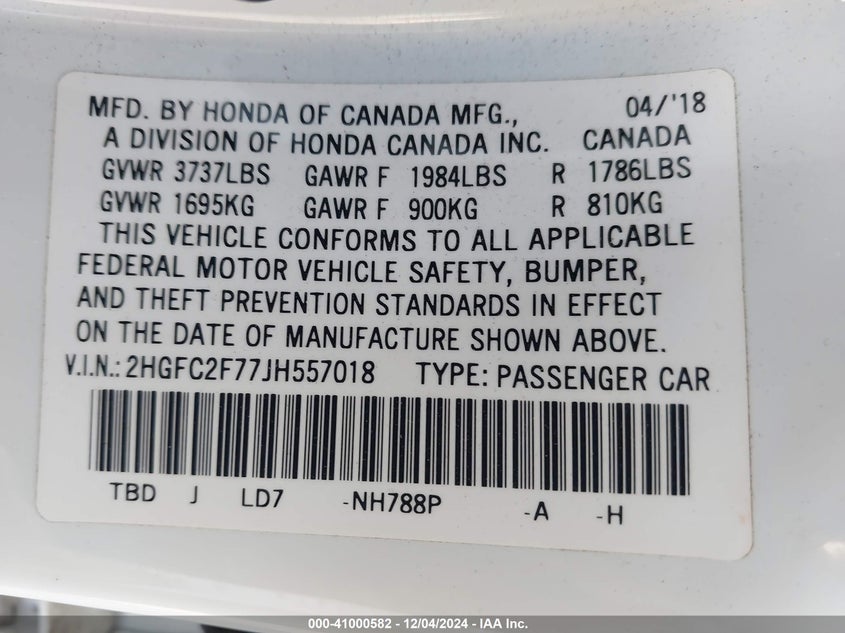 MFD. BY HONDA OF CANADA MFG., 04/'18
A DIVISION OF HONDA CANADA INC. CANADA
GVWR 3737LBS GAWR F 1984LBS R 1786LBS
GVWR 1695KG GAWR F 900KG R 810KG
THIS VEHICLE CONFORMS TO ALL APPLICABLE
FEDERAL MOTOR VEHICLE SAFETY, BUMPER,
AND THEFT PREVENTION STANDARDS IN EFFECT
ON THE DATE OF MANUFACTURE SHOWN ABOVE.
V.I.N.: 2HGFC2F77JH557018 TYPE: PASSENGER CAR
TBD J LD7 -NH788P -A -H
000-41000582 - 12/04/2024 - IAA Inc.